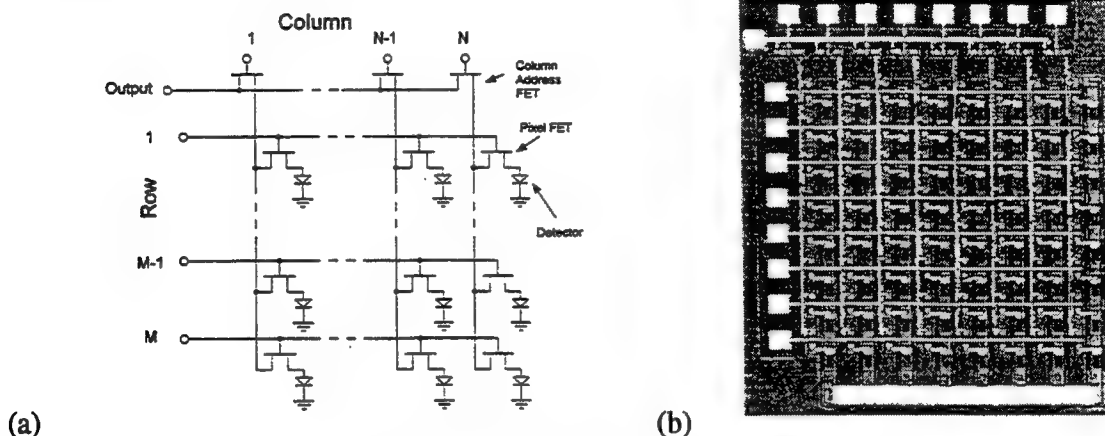 Column
1 N-1 N
Output
Column
Address
FET
1
Pixel FET
Row
Detector
M-1
M
(a) (b)